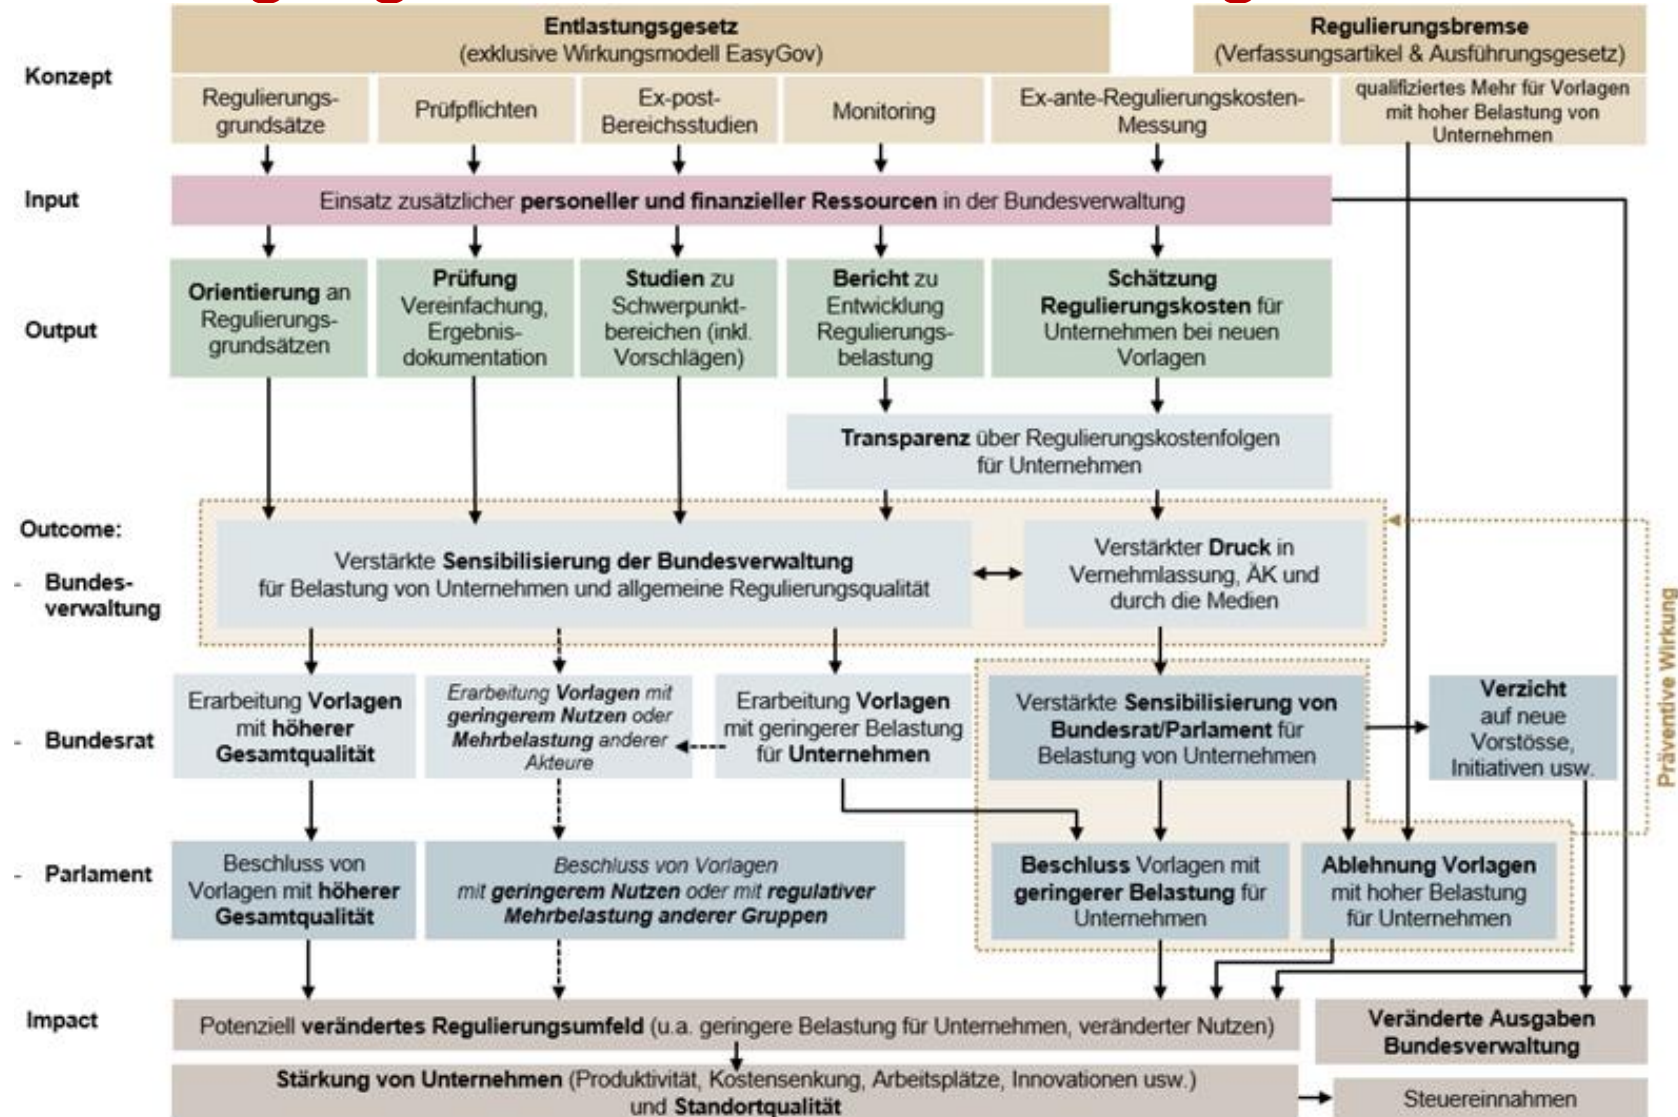 Entlastungsgesetz
(exklusive Wirkungsmodell EasyGov)
Regulierungsbremse
(Verfassungsartikel & Ausführungsgesetz)
Konzept
Regulierungs-
grundsätze
Prüfpflichten
Ex-post-
Bereichsstudien
Monitoring
Ex-ante-Regulierungskosten-
Messung
qualifiziertes Mehr für Vorlagen
mit hoher Belastung von
Unternehmen
Input
Einsatz zusätzlicher personeller und finanzieller Ressourcen in der Bundesverwaltung
Output
Orientierung an
Regulierungs-
grundsätzen
Prüfung
Vereinfachung,
Ergebnis-
dokumentation
Studien zu
Schwerpunkt-
bereichen (inkl.
Vorschlägen)
Bericht zu
Entwicklung
Regulierungs-
belastung
Schätzung
Regulierungskosten für
Unternehmen bei neuen
Vorlagen
Transparenz über Regulierungskostenfolgen
für Unternehmen
Outcome:
- Bundes-
verwaltung
Verstärkte Sensibilisierung der Bundesverwaltung
für Belastung von Unternehmen und allgemeine Regulierungsqualität
Verstärkter Druck in
Vernehmlassung, ÄK und
durch die Medien
Präventive Wirkung
- Bundesrat
Erarbeitung Vorlagen
mit höherer
Gesamtqualität
Erarbeitung Vorlagen mit
geringerem Nutzen oder
Mehrbelastung anderer
Akteure
Erarbeitung Vorlagen
mit geringerer Belastung
für Unternehmen
Verstärkte Sensibilisierung von
Bundesrat/Parlament für
Belastung von Unternehmen
Verzicht
auf neue
Vorstösse,
Initiativen usw.
- Parlament
Beschluss von
Vorlagen mit höherer
Gesamtqualität
Beschluss von Vorlagen
mit geringerem Nutzen oder mit regulativer
Mehrbelastung anderer Gruppen
Beschluss Vorlagen mit
geringerer Belastung für
Unternehmen
Ablehnung Vorlagen
mit hoher Belastung
für Unternehmen
Impact
Potenziell verändertes Regulierungsumfeld (u.a. geringere Belastung für Unternehmen, veränderter Nutzen)
Veränderte Ausgaben
Bundesverwaltung
Stärkung von Unternehmen (Produktivität, Kostensenkung, Arbeitsplätze, Innovationen usw.)
und Standortqualität
Steuereinnahmen